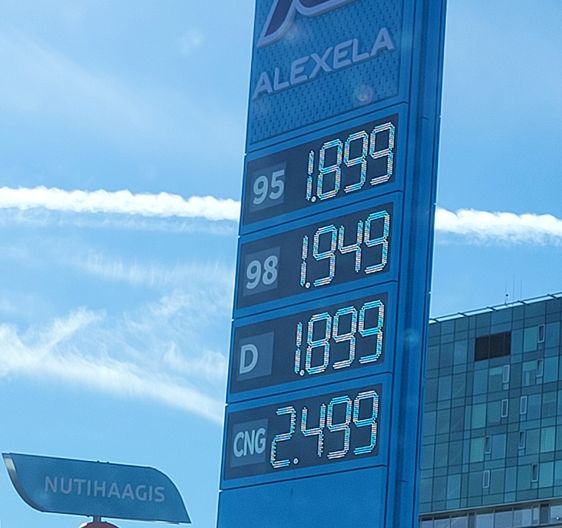 ALEXELA
95 1.899
98 1.949
D 1.899
CNG 2.499
NUTIHAAGIS